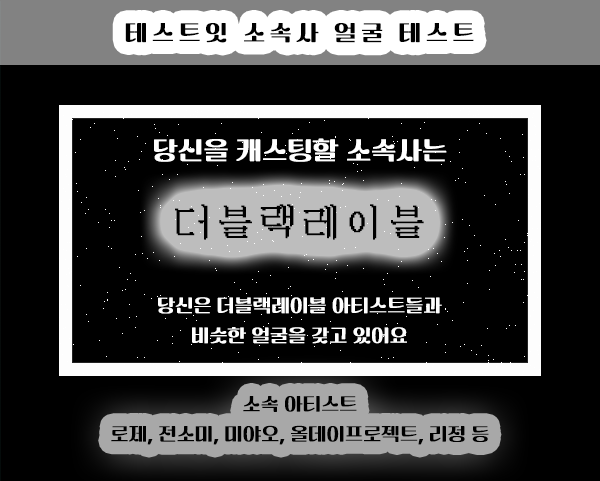 테스트잇 소속사 얼굴 테스트
당신을 캐스팅할 소속사는
더블랙레이블
당신은 더블랙레이블 아티스트들과
비슷한 얼굴을 갖고 있어요
소속 아티스트
로제, 전소미, 미야오, 올데이프로젝트, 리정 등